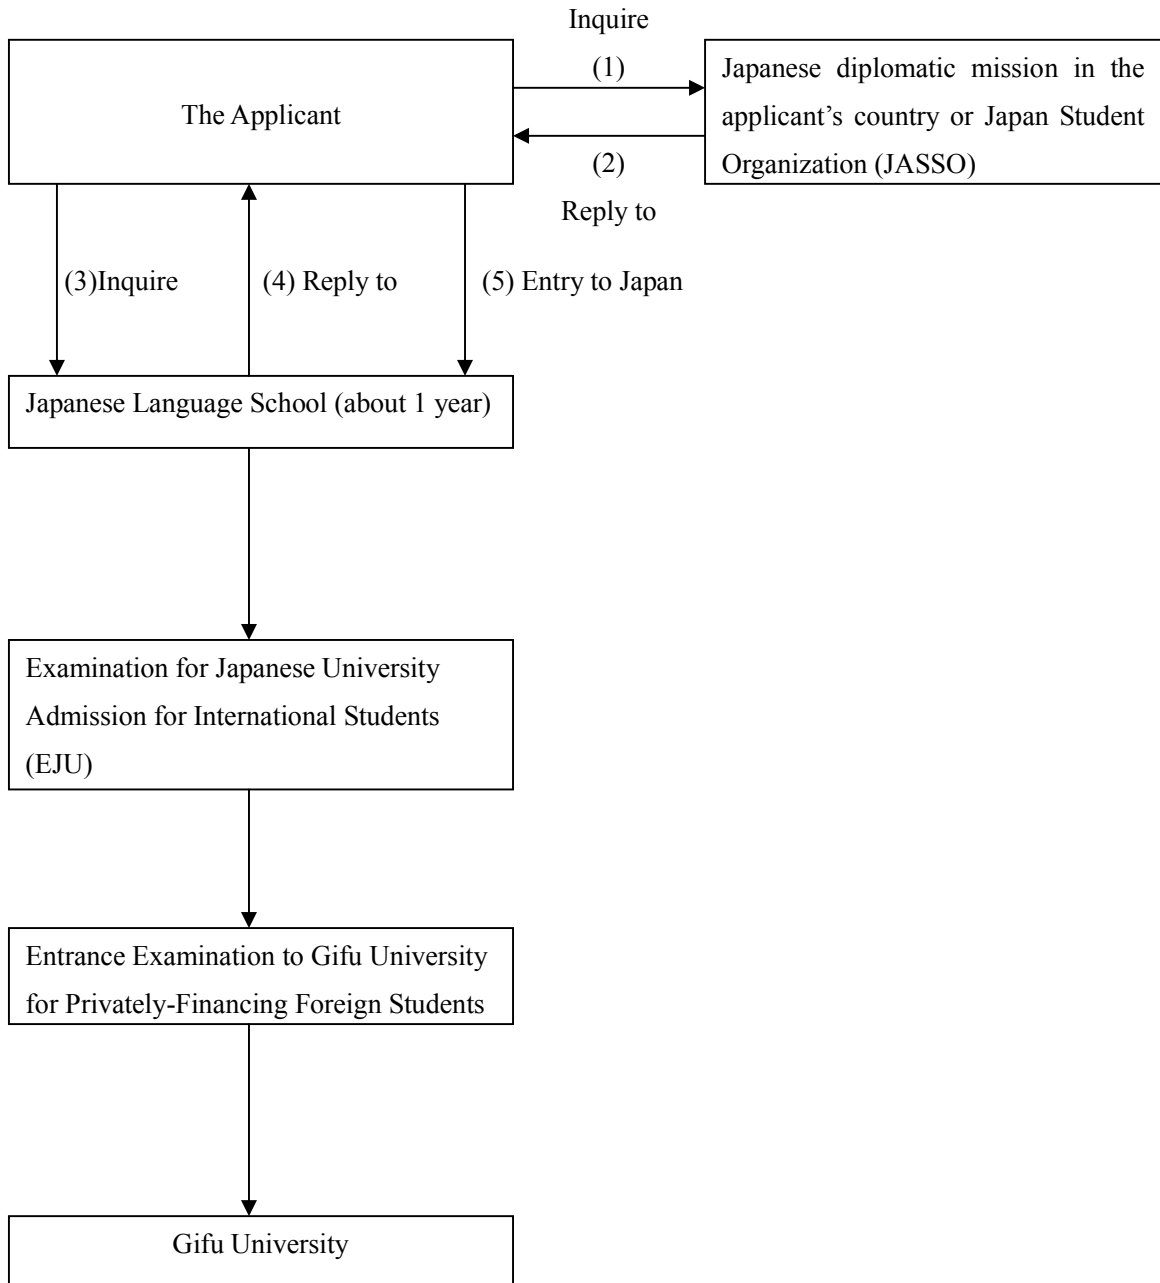 Inquire
(1)
The Applicant
Japanese diplomatic mission in the
applicant's country or Japan Student
Organization (JASSO)
(2)
Reply to
(3)Inquire
(4) Reply to
(5) Entry to Japan
Japanese Language School (about 1 year)
Examination for Japanese University
Admission for International Students
(EJU)
Entrance Examination to Gifu University
for Privately-Financing Foreign Students
Gifu University